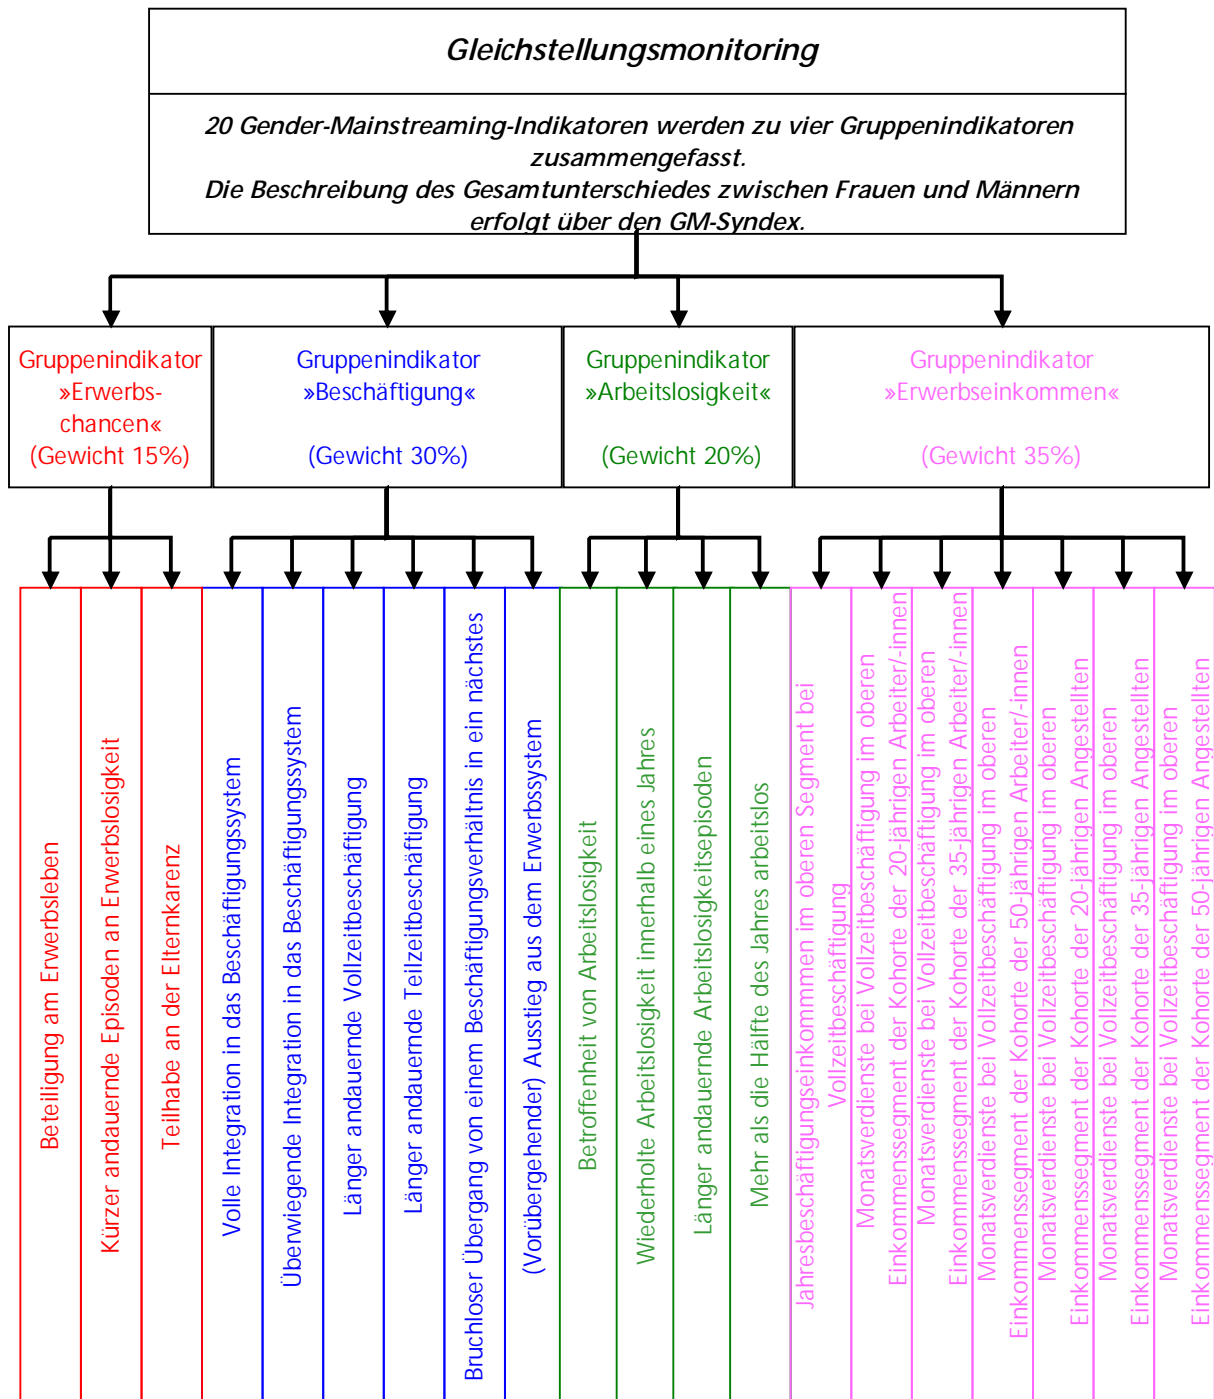 Gleichstellungsmonitoring
20 Gender-Mainstreaming-Indikatoren werden zu vier Gruppenindikatoren
zusammengefasst.
Die Beschreibung des Gesamtunterschiedes zwischen Frauen und Männern
erfolgt über den GM-Syndex.
Gruppenindikator
»Erwerbs-
chancen«
(Gewicht 15%)
Gruppenindikator
»Beschäftigung«
(Gewicht 30%)
Gruppenindikator
»Arbeitslosigkeit«
(Gewicht 20%)
Gruppenindikator
»Erwerbseinkommen«
(Gewicht 35%)
Beteiligung am Erwerbsleben
Kürzer andauernde Episoden an Erwerbslosigkeit
Teilhabe an der Elternkarenz
Volle Integration in das Beschäftigungssystem
Überwiegende Integration in das Beschäftigungssystem
Länger andauernde Vollzeitbeschäftigung
Länger andauernde Teilzeitbeschäftigung
Bruchloser Übergang von einem Beschäftigungsverhältnis in ein nächstes
(Vorübergehender) Ausstieg aus dem Erwerbssystem
Betroffenheit von Arbeitslosigkeit
Wiederholte Arbeitslosigkeit innerhalb eines Jahres
Länger andauernde Arbeitslosigkeitsepisoden
Mehr als die Hälfte des Jahres arbeitslos
Jahresbeschäftigungseinkommen im oberen Segment bei
Vollzeitbeschäftigung
Monatsverdienste bei Vollzeitbeschäftigung im oberen
Einkommenssegment der Kohorte der 20-jährigen Arbeiter/-innen
Monatsverdienste bei Vollzeitbeschäftigung im oberen
Einkommenssegment der Kohorte der 35-jährigen Arbeiter/-innen
Monatsverdienste bei Vollzeitbeschäftigung im oberen
Einkommenssegment der Kohorte der 50-jährigen Arbeiter/-innen
Monatsverdienste bei Vollzeitbeschäftigung im oberen
Einkommenssegment der Kohorte der 20-jährigen Angestellten
Monatsverdienste bei Vollzeitbeschäftigung im oberen
Einkommenssegment der Kohorte der 35-jährigen Angestellten
Monatsverdienste bei Vollzeitbeschäftigung im oberen
Einkommenssegment der Kohorte der 50-jährigen Angestellten